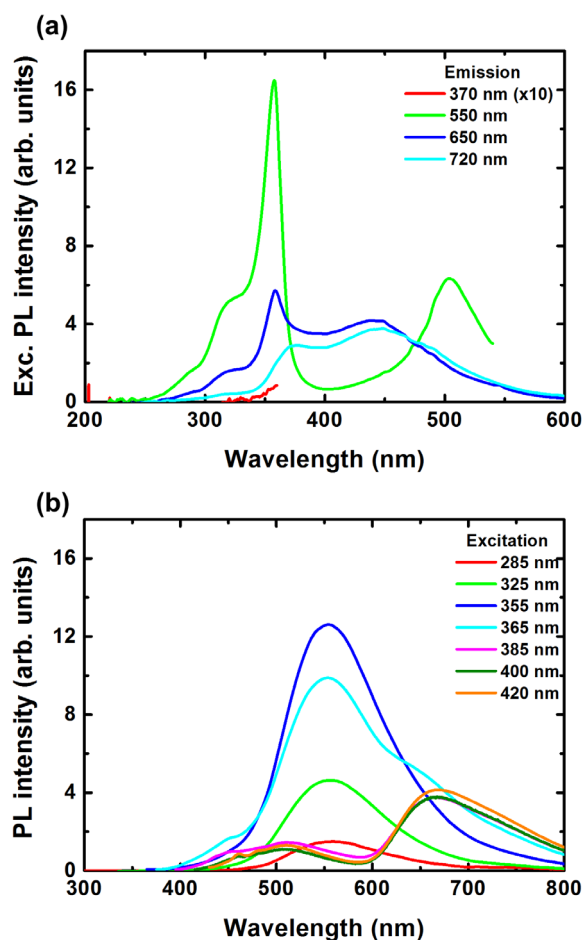 (a)
Exc. PL intensity (arb. units)
16
12
8
4
0
200 300 400 500 600
Wavelength (nm)
Emission
370 nm (x10)
550 nm
650 nm
720 nm
(b)
PL intensity (arb. units)
16
12
8
4
0
300 400 500 600 700 800
Wavelength (nm)
Excitation
285 nm
325 nm
355 nm
365 nm
385 nm
400 nm
420 nm